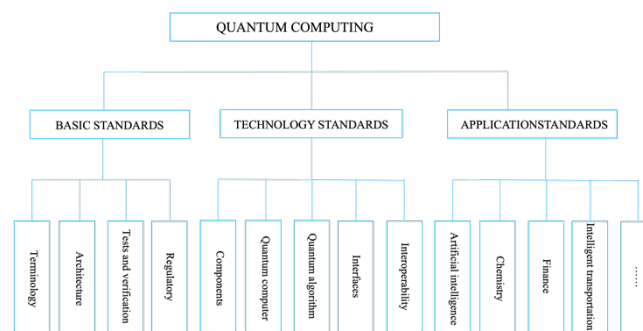 QUANTUM COMPUTING
BASIC STANDARDS
TECHNOLOGY STANDARDS
APPLICATIONSTANDARDS
Terminology
Architecture
Tests and verification
Regulatory
Components
Quantum computer
Quantum algorithm
Interfaces
Interoperability
Artificial intelligence
Chemistry
Finance
Intelligent transportation
......